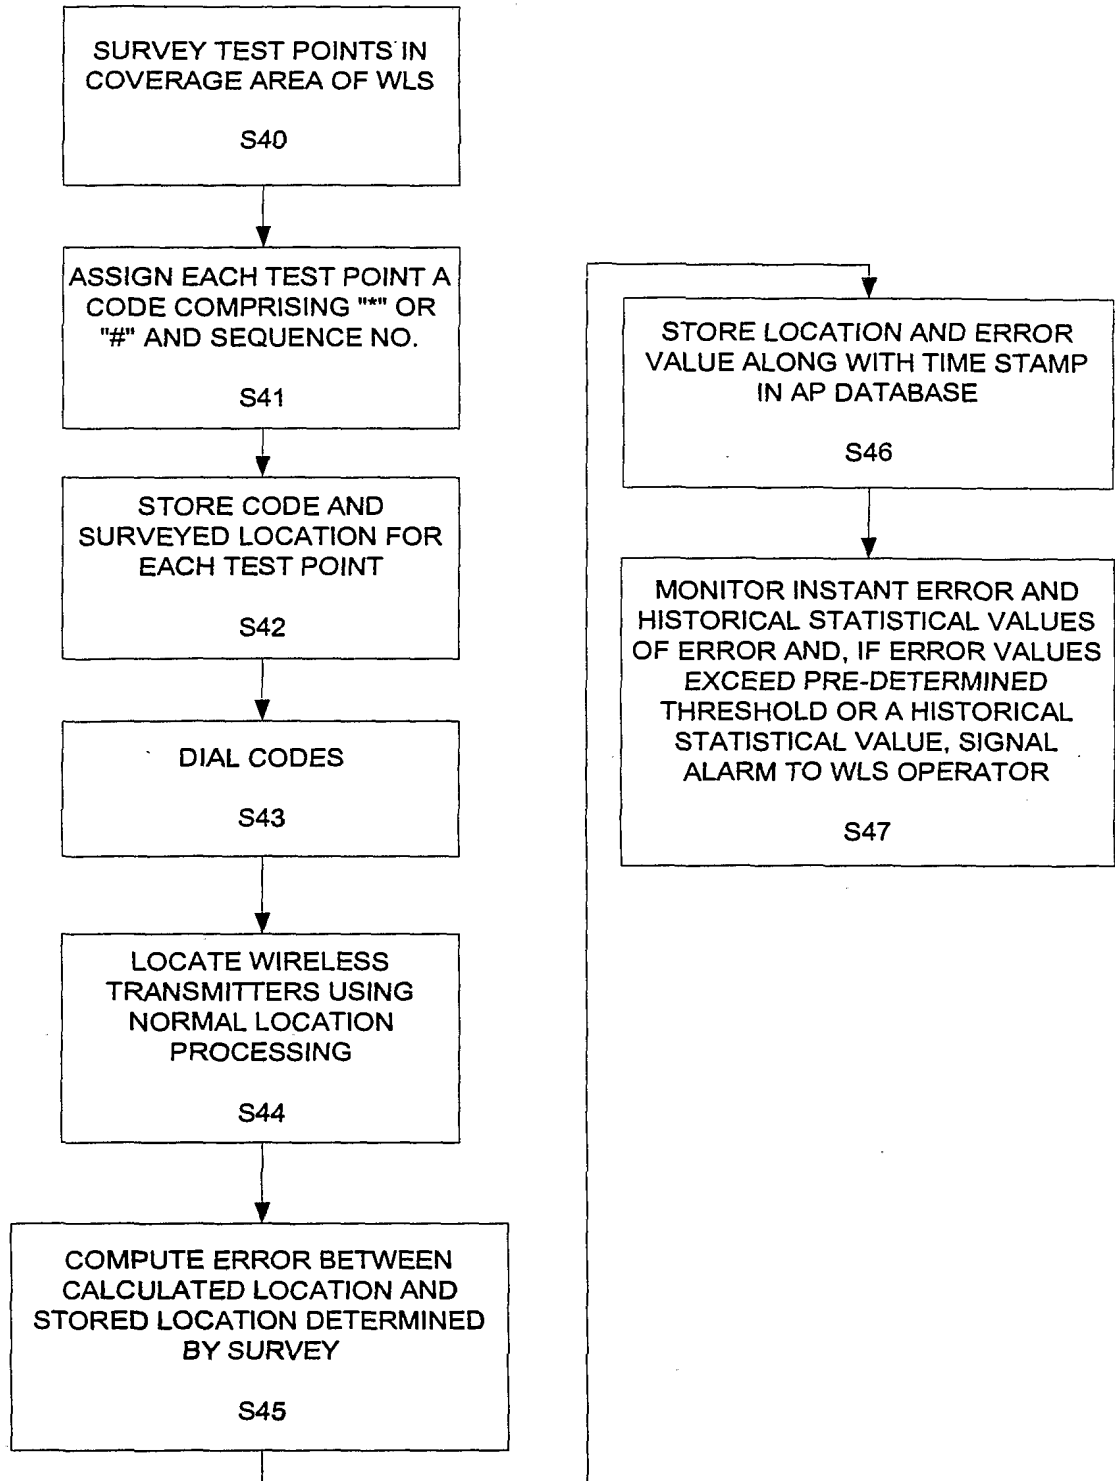 SURVEY TEST POINTS IN
COVERAGE AREA OF WLS
S40
ASSIGN EACH TEST POINT A
CODE COMPRISING "*" OR
"#" AND SEQUENCE NO.
S41
STORE CODE AND
SURVEYED LOCATION FOR
EACH TEST POINT
S42
DIAL CODES
S43
LOCATE WIRELESS
TRANSMITTERS USING
NORMAL LOCATION
PROCESSING
S44
COMPUTE ERROR BETWEEN
CALCULATED LOCATION AND
STORED LOCATION DETERMINED
BY SURVEY
S45
STORE LOCATION AND ERROR
VALUE ALONG WITH TIME STAMP
IN AP DATABASE
S46
MONITOR INSTANT ERROR AND
HISTORICAL STATISTICAL VALUES
OF ERROR AND, IF ERROR VALUES
EXCEED PRE-DETERMINED
THRESHOLD OR A HISTORICAL
STATISTICAL VALUE, SIGNAL
ALARM TO WLS OPERATOR
S47